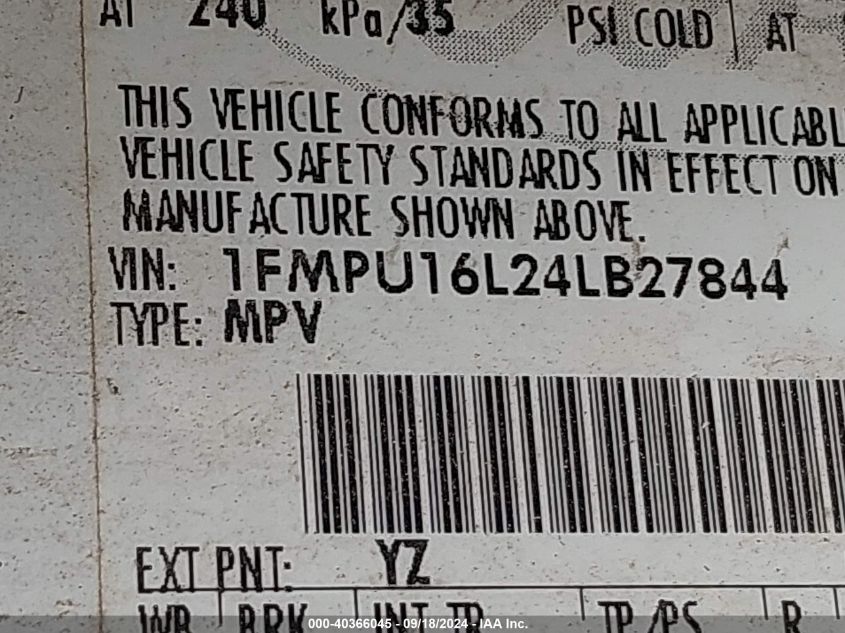 AT 240 kPa/35 PSI COLD AT
THIS VEHICLE CONFORMS TO ALL APPLICABL
VEHICLE SAFETY STANDARDS IN EFFECT ON
MANUFACTURE SHOWN ABOVE.
VIN: 1FMPU16L24LB27844
TYPE: MPV
EXT PNT: YZ
WB BRK INT TR TP/PS R
000-40366045 - 09/18/2024 - IAA Inc.